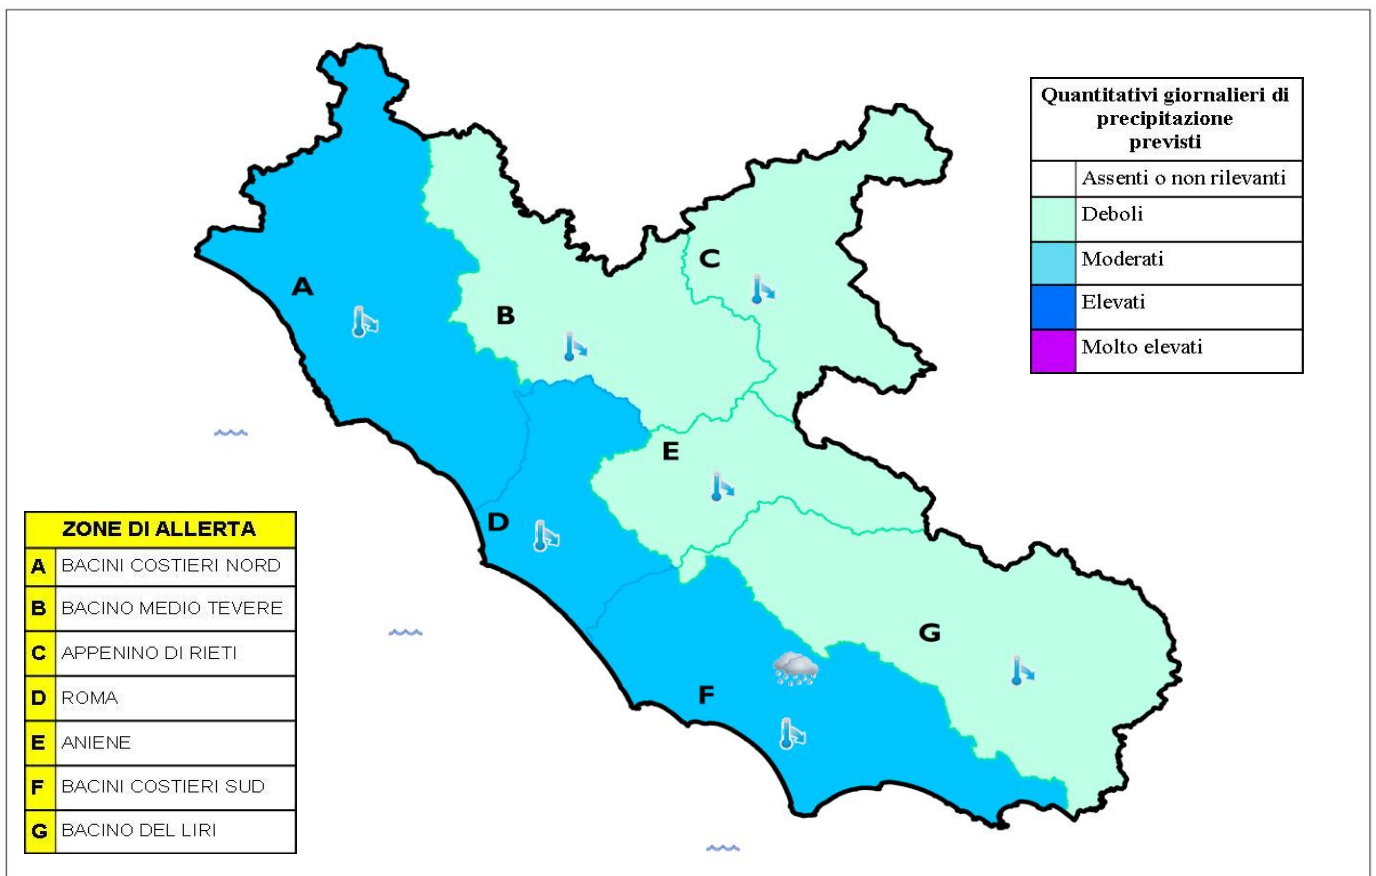 Quantitativi giornalieri di
precipitazione
previsti
Assenti o non rilevanti
Deboli
Moderati
Elevati
Molto elevati
C
A
B
E
D
G
F
ZONE DI ALLERTA
A BACINI COSTIERI NORD
B BACINO MEDIO TEVERE
C APPENINO DI RIETI
D ROMA
E ANIENE
F BACINI COSTIERI SUD
G BACINO DEL LIRI